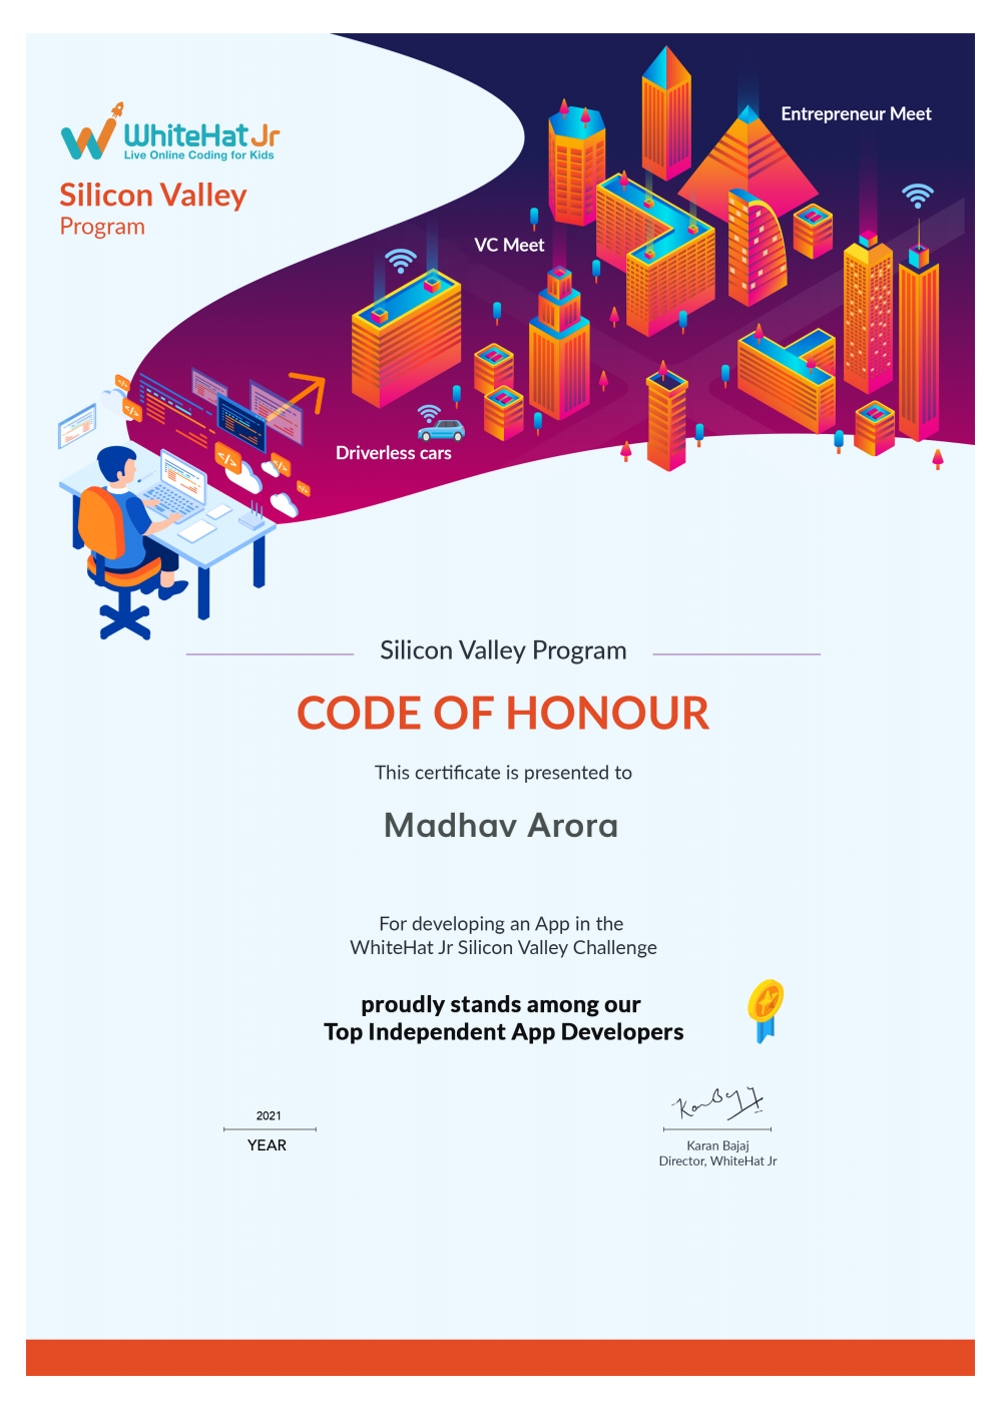 WhiteHat Jr
Live Online Coding for Kids
Silicon Valley
Program
Entrepreneur Meet
VC Meet
Driverless cars
Silicon Valley Program
CODE OF HONOUR
This certificate is presented to
Madhav Arora
For developing an App in the
WhiteHat Jr Silicon Valley Challenge
proudly stands among our
Top Independent App Developers
2021
YEAR
Karan Bajaj
Director, WhiteHat Jr